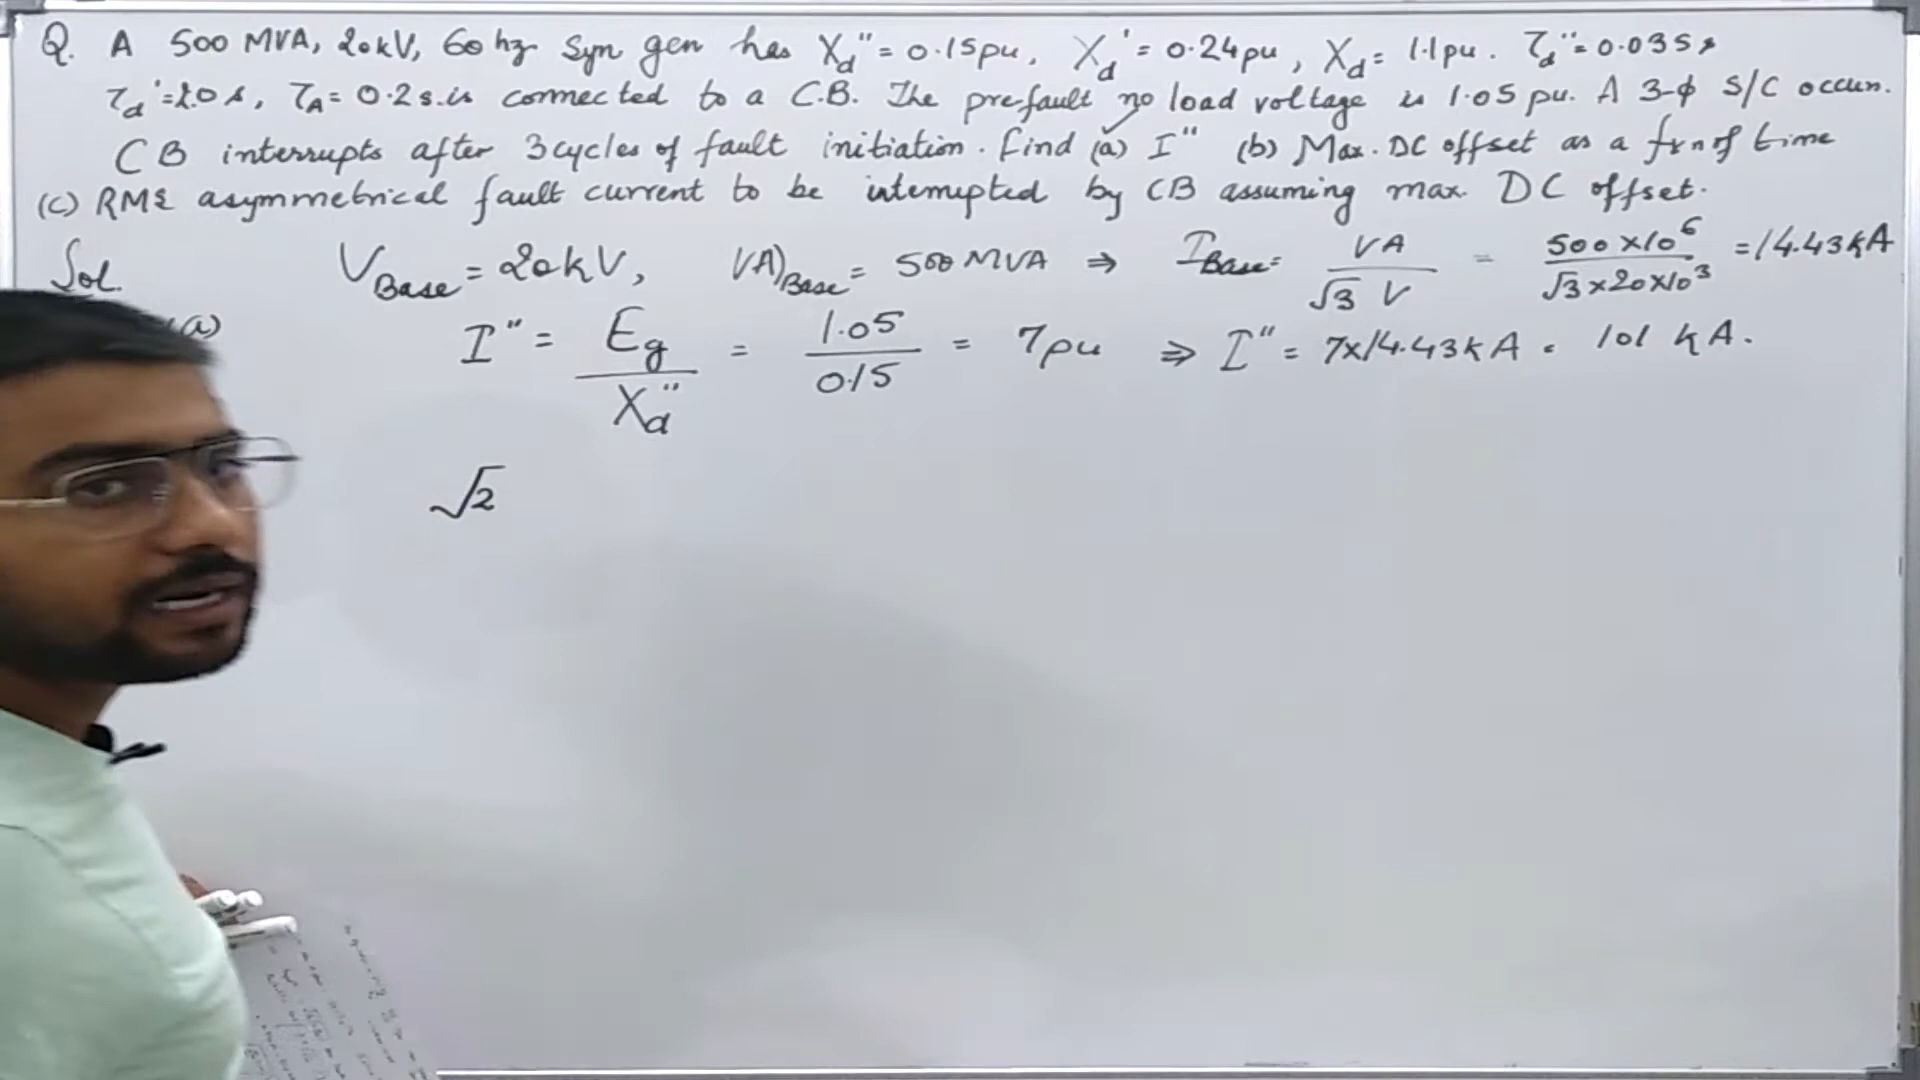 Q. A 500 MVA, 20kV, 60 hz Syn gen has Xd'' = 0.15pu, Xd' = 0.24pu, Xd = 1.1pu. τd'' = 0.035s
τd' = 2.0s, τA = 0.2s. is connected to a C.B. The prefault no load voltage is 1.05 pu. A 3-φ S/C occurs.
CB interrupts after 3cycles of fault initiation. Find (a) I'' (b) Max. DC offset as a fxn of time
(c) RMS asymmetrical fault current to be interrupted by CB assuming max. DC offset.
Sol. VBase = 20kV, VA)Base = 500 MVA ⇒ IBase = VA / √3 V = 500×10^6 / √3×20×10^3 = 14.43kA
(a) I'' = Eg / Xd'' = 1.05 / 0.15 = 7pu ⇒ I'' = 7×14.43kA = 101 kA.
√2